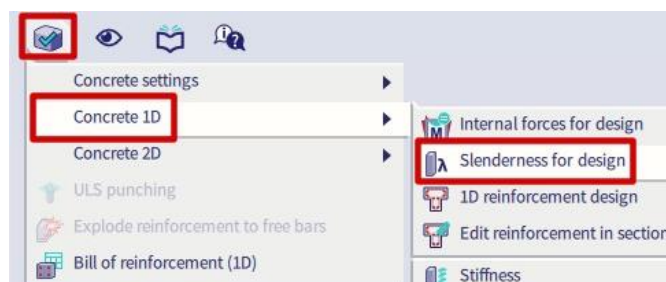 Concrete settings
Concrete 1D
Concrete 2D
ULS punching
Explode reinforcement to free bars
Bill of reinforcement (1D)
M
Internal forces for design
λ
Slenderness for design
1D reinforcement design
Edit reinforcement in section
Stiffness